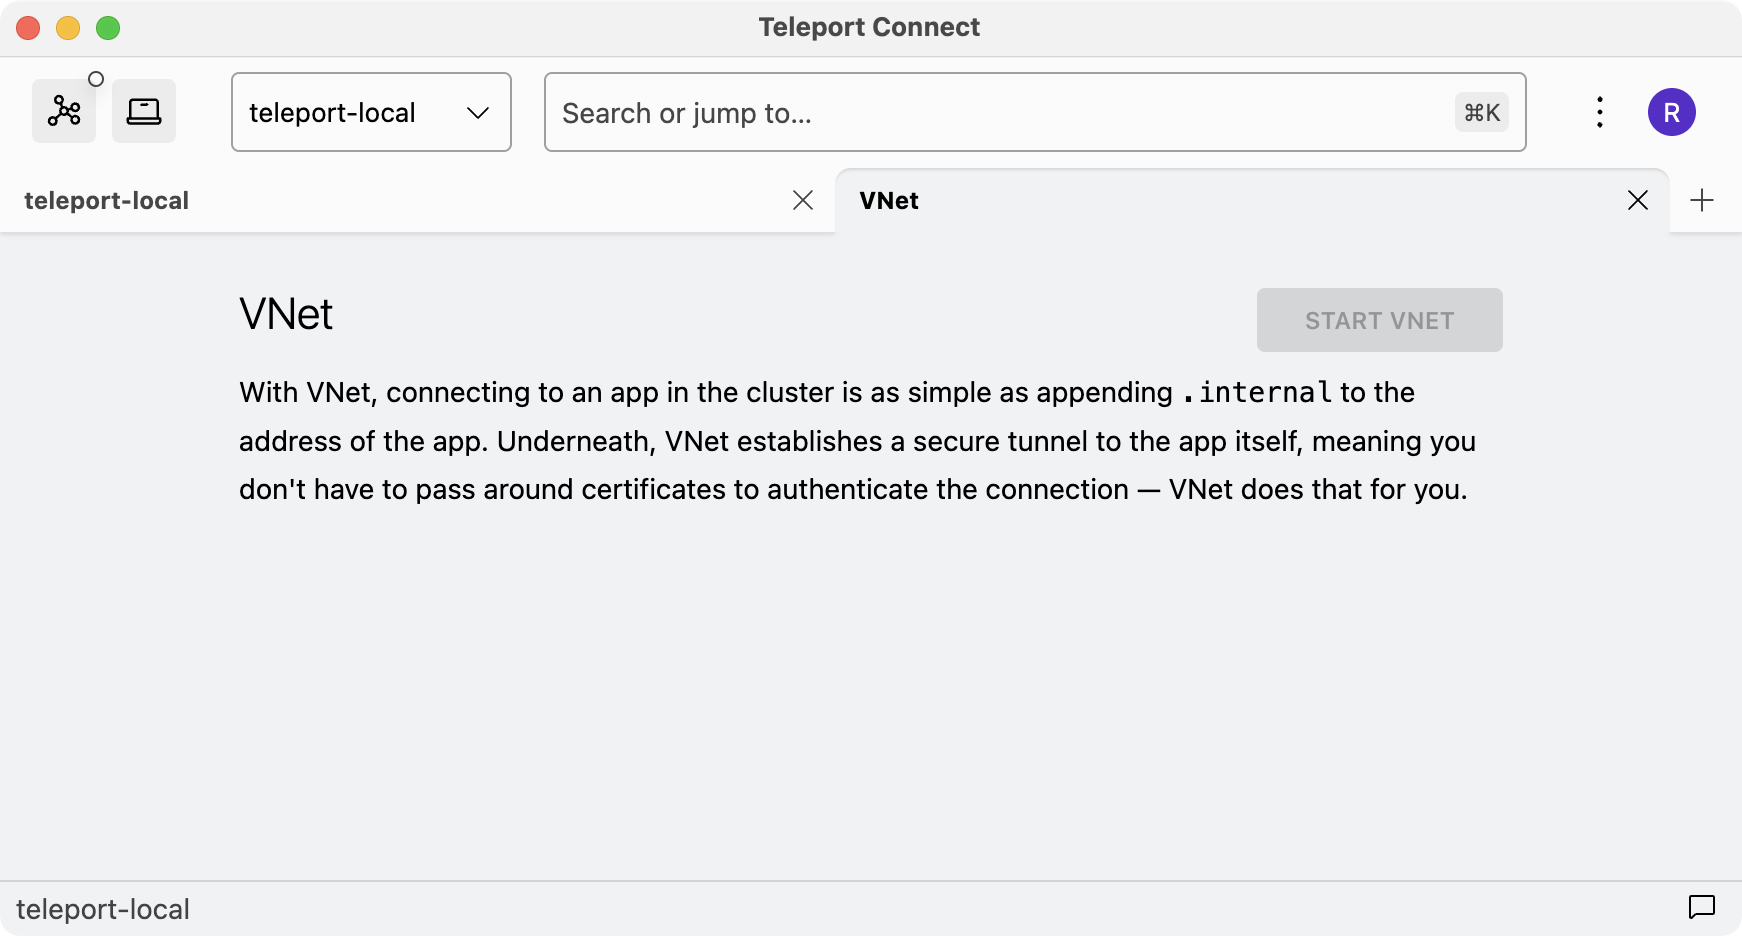 Teleport Connect
teleport-local
Search or jump to...
⌘K
R
teleport-local
VNet
VNet
START VNET
With VNet, connecting to an app in the cluster is as simple as appending .internal to the
address of the app. Underneath, VNet establishes a secure tunnel to the app itself, meaning you
don't have to pass around certificates to authenticate the connection — VNet does that for you.
teleport-local